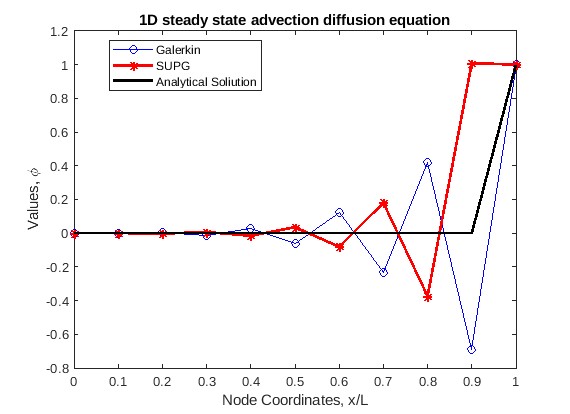 1D steady state advection diffusion equation
Galerkin
SUPG
Analytical Soliution
Values, ϕ
1.2
1
0.8
0.6
0.4
0.2
0
-0.2
-0.4
-0.6
-0.8
0 0.1 0.2 0.3 0.4 0.5 0.6 0.7 0.8 0.9 1
Node Coordinates, x/L